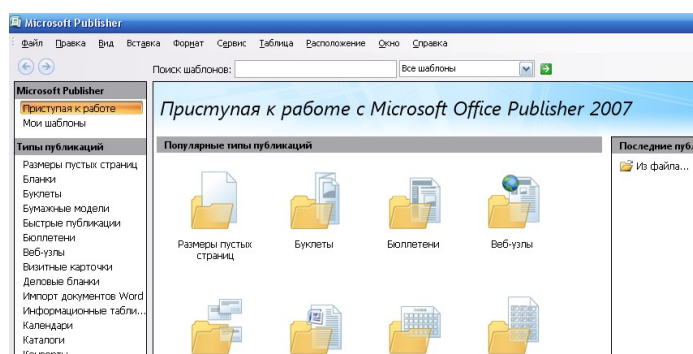 Microsoft Publisher
Файл Правка Вид Вставка Формат Сервис Таблица Расположение Окно Справка
Поиск шаблонов: Все шаблоны
Microsoft Publisher
Приступая к работе
Мои шаблоны
Типы публикаций
Размеры пустых страниц
Бланки
Буклеты
Бумажные модели
Быстрые публикации
Бюллетени
Веб-узлы
Визитные карточки
Деловые бланки
Импорт документов Word
Информационные табли...
Календари
Каталоги
Конверты
Приступая к работе с Microsoft Office Publisher 2007
Популярные типы публикаций
Размеры пустых
страниц
Буклеты
Бюллетени
Веб-узлы
Последние пуб
Из файла...